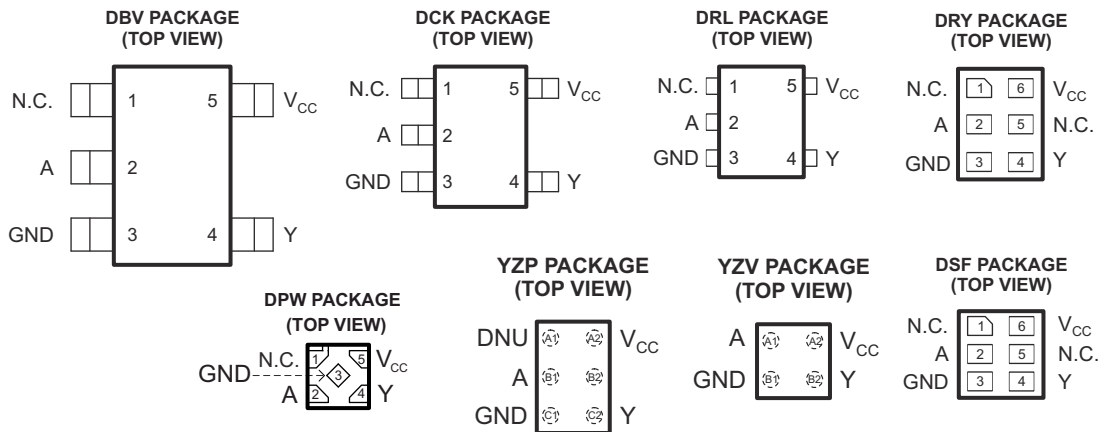 DBV PACKAGE
(TOP VIEW)
N.C. 1 5 VCC
A 2
GND 3 4 Y
DCK PACKAGE
(TOP VIEW)
N.C. 1 5 VCC
A 2
GND 3 4 Y
DRL PACKAGE
(TOP VIEW)
N.C. 1 5 VCC
A 2
GND 3 4 Y
DRY PACKAGE
(TOP VIEW)
N.C. 1 6 VCC
A 2 5 N.C.
GND 3 4 Y
DPW PACKAGE
(TOP VIEW)
N.C. 1 5 VCC
GND 3
A 2 4 Y
YZP PACKAGE
(TOP VIEW)
DNU A1 A2 VCC
A B1 B2
GND C1 C2 Y
YZV PACKAGE
(TOP VIEW)
A A1 A2 VCC
GND B1 B2 Y
DSF PACKAGE
(TOP VIEW)
N.C. 1 6 VCC
A 2 5 N.C.
GND 3 4 Y